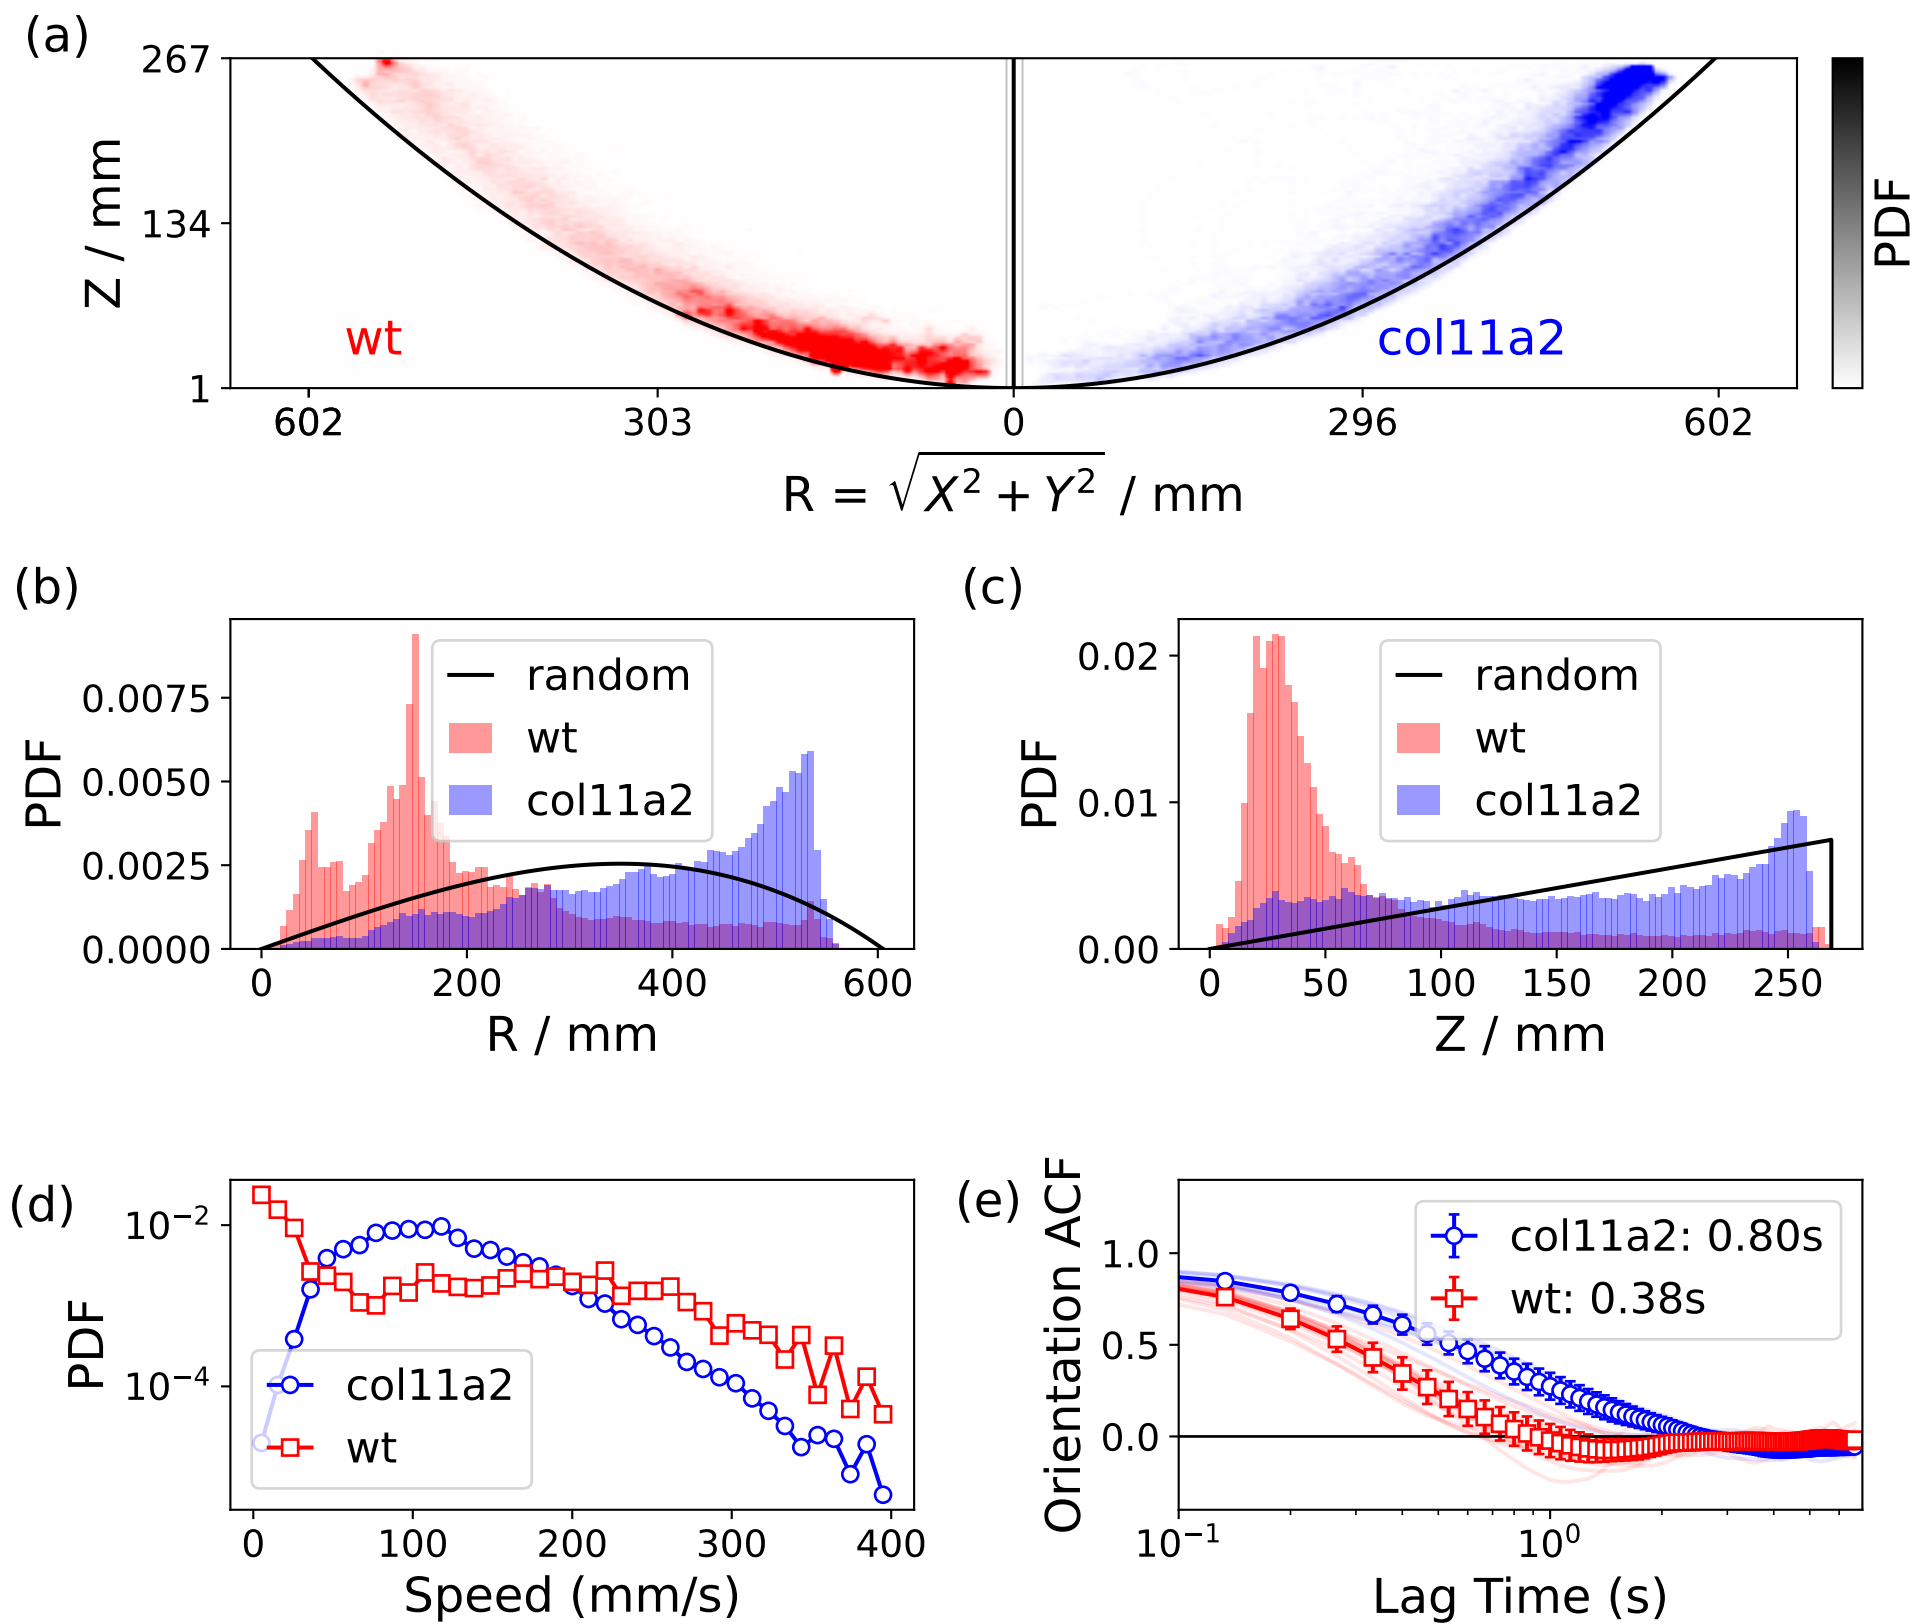 (a)
267
134
1
Z / mm
wt
col11a2
PDF
602
303
0
296
602
R = √X² + Y² / mm
(b)
0.0075
0.0050
0.0025
0.0000
PDF
random
wt
col11a2
0
200
400
600
R / mm
(c)
0.02
0.01
0.00
PDF
random
wt
col11a2
0
50
100
150
200
250
Z / mm
(d)
10⁻²
10⁻⁴
PDF
col11a2
wt
0
100
200
300
400
Speed (mm/s)
(e)
1.0
0.5
0.0
Orientation ACF
col11a2: 0.80s
wt: 0.38s
10⁻¹
10⁰
Lag Time (s)